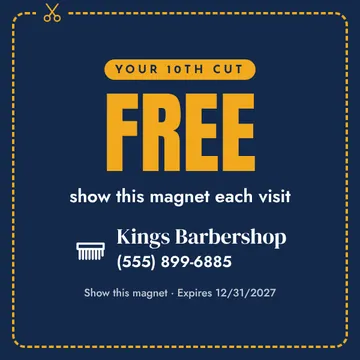 YOUR 10TH CUT
FREE
show this magnet each visit
Kings Barbershop
(555) 899-6885
Show this magnet · Expires 12/31/2027